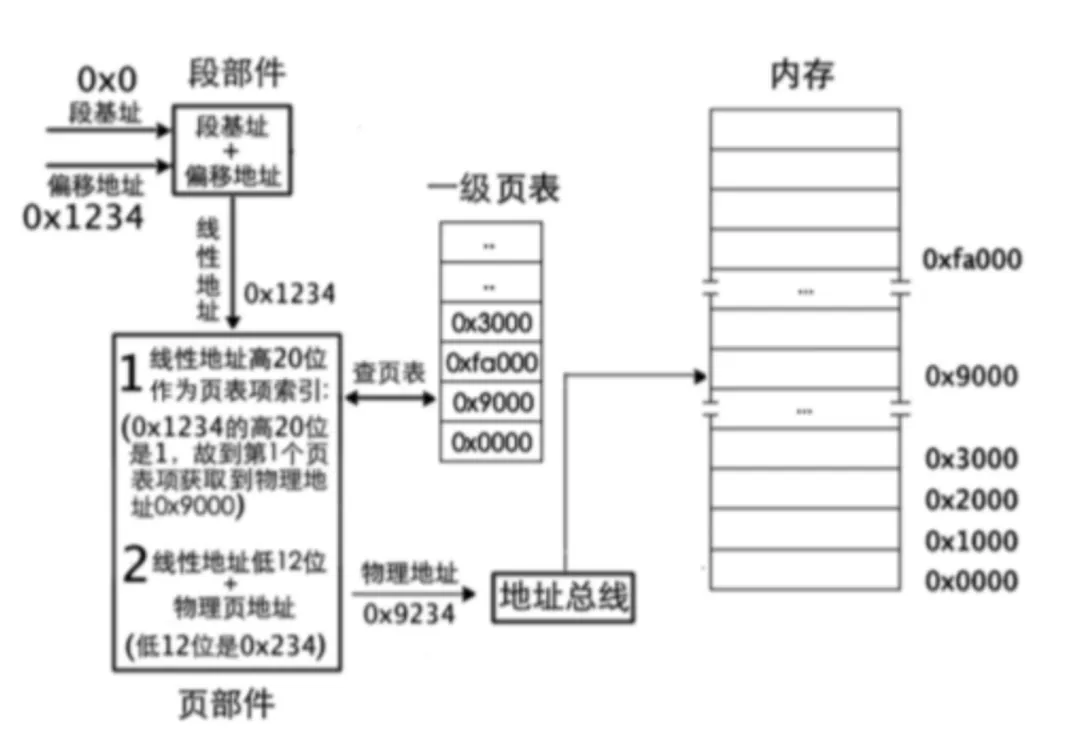 0x0
段基址
偏移地址
0x1234
段部件
段基址
+
偏移地址
线性地址
0x1234
1 线性地址高20位
作为页表项索引:
(0x1234的高20位
是1，故到第1个页
表项获取到物理地
址0x9000)
2 线性地址低12位
+
物理页地址
(低12位是0x234)
页部件
查页表
一级页表
..
..
0x3000
0xfa000
0x9000
0x0000
物理地址
0x9234
地址总线
内存
...
...
0xfa000
0x9000
0x3000
0x2000
0x1000
0x0000